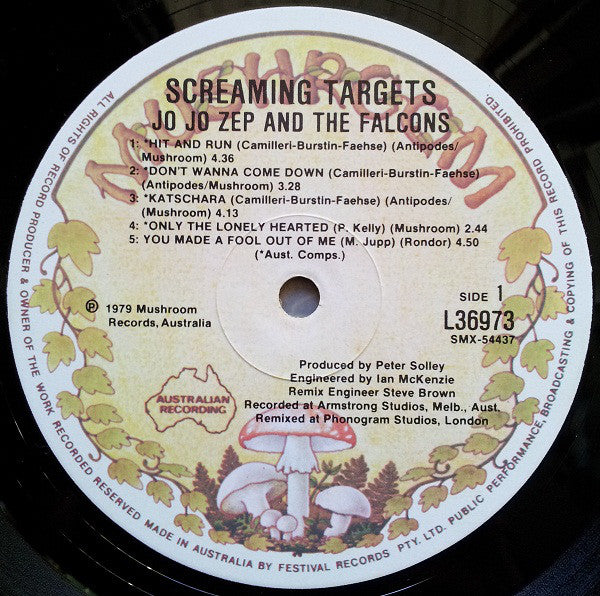 MUSHROOM
SCREAMING TARGETS
JO JO ZEP AND THE FALCONS
1: *HIT AND RUN (Camilleri-Burstin-Faehse) (Antipodes/
Mushroom) 4.36
2: *DON'T WANNA COME DOWN (Camilleri-Burstin-Faehse)
(Antipodes/Mushroom) 3.28
3: *KATSCHARA (Camilleri-Burstin-Faehse) (Antipodes/
Mushroom) 4.13
4: *ONLY THE LONELY HEARTED (P. Kelly) (Mushroom) 2.44
5: YOU MADE A FOOL OUT OF ME (M. Jupp) (Rondor) 4.50
(*Aust. Comps.)
℗ 1979 Mushroom
Records, Australia
SIDE 1
L36973
SMX-54437
Produced by Peter Solley
Engineered by Ian McKenzie
Remix Engineer Steve Brown
Recorded at Armstrong Studios, Melb., Aust.
Remixed at Phonogram Studios, London
AUSTRALIAN
RECORDING
ALL RIGHTS OF RECORD PRODUCER & OWNER OF THE WORK RECORDED RESERVED MADE IN AUSTRALIA BY FESTIVAL RECORDS PTY. LTD. PUBLIC PERFORMANCE, BROADCASTING & COPYING OF THIS RECORD PROHIBITED.